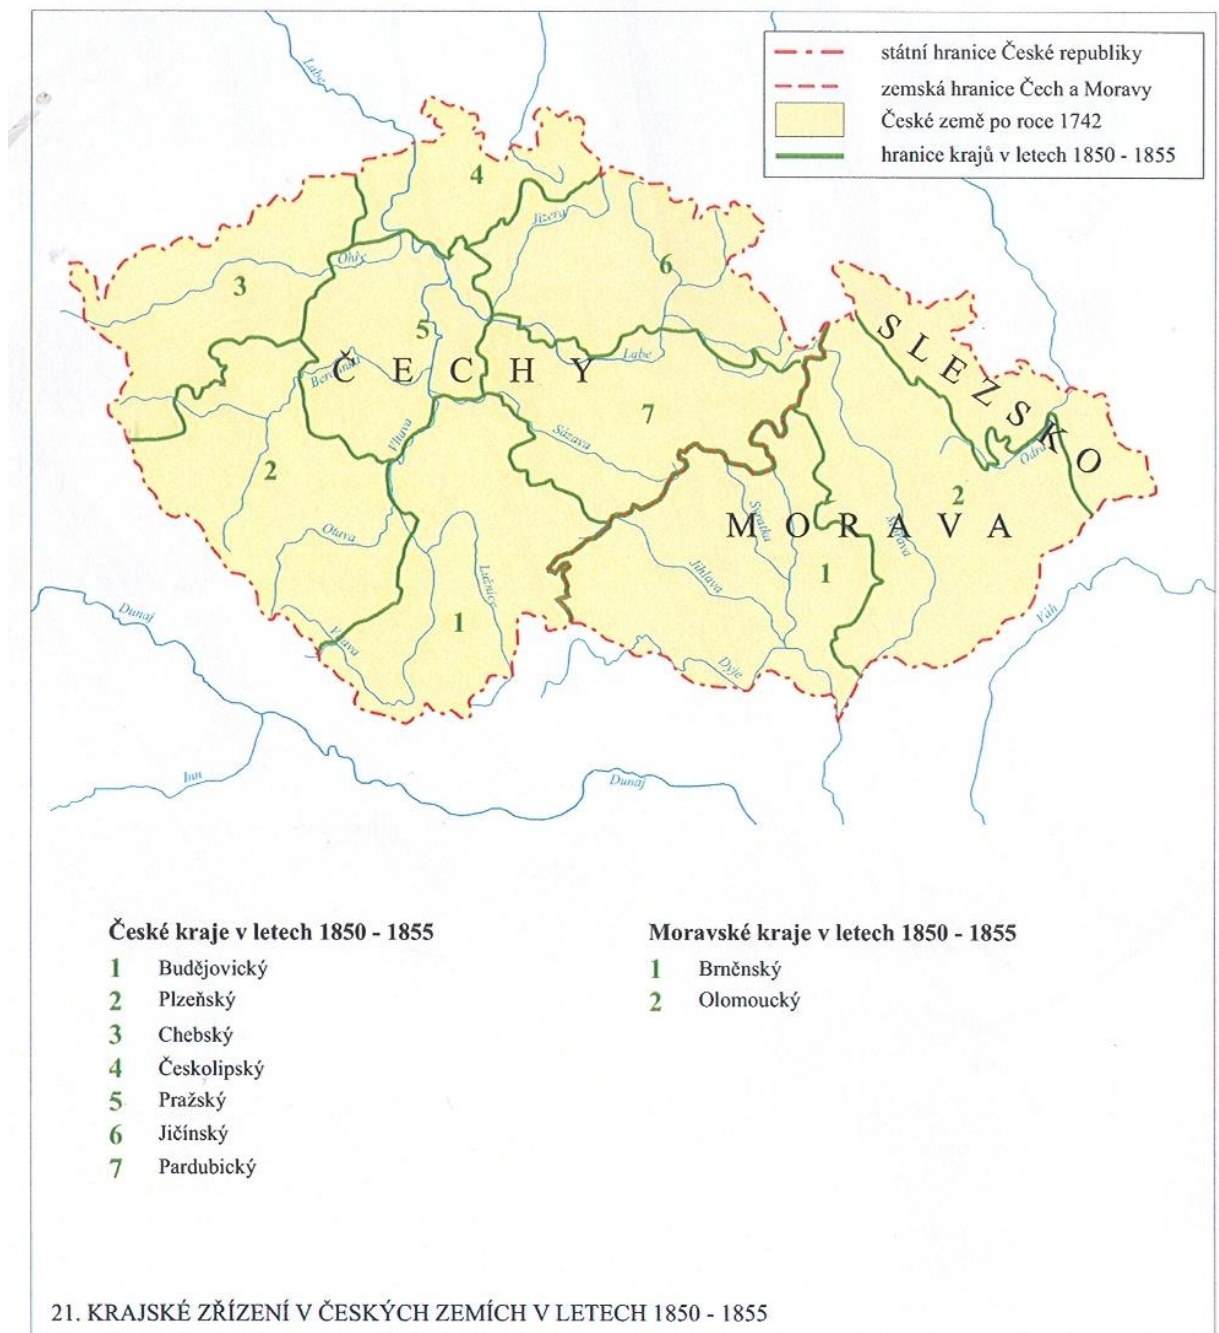 státní hranice České republiky
zemská hranice Čech a Moravy
České země po roce 1742
hranice krajů v letech 1850 - 1855
Labe
4
Jizera
Ohře
3
6
5
SLEZSKO
ČECHY
Labe
Berounka
7
Vltava
Sázava
2
Odra
2
MORAVA
Otava
Svratka
Morava
Jihlava
Lužnice
1
1
Dunaj
Vltava
Váh
Dyje
Inn
Dunaj
České kraje v letech 1850 - 1855
1 Budějovický
2 Plzeňský
3 Chebský
4 Českolipský
5 Pražský
6 Jičínský
7 Pardubický
Moravské kraje v letech 1850 - 1855
1 Brněnský
2 Olomoucký
21. KRAJSKÉ ZŘÍZENÍ V ČESKÝCH ZEMÍCH V LETECH 1850 - 1855